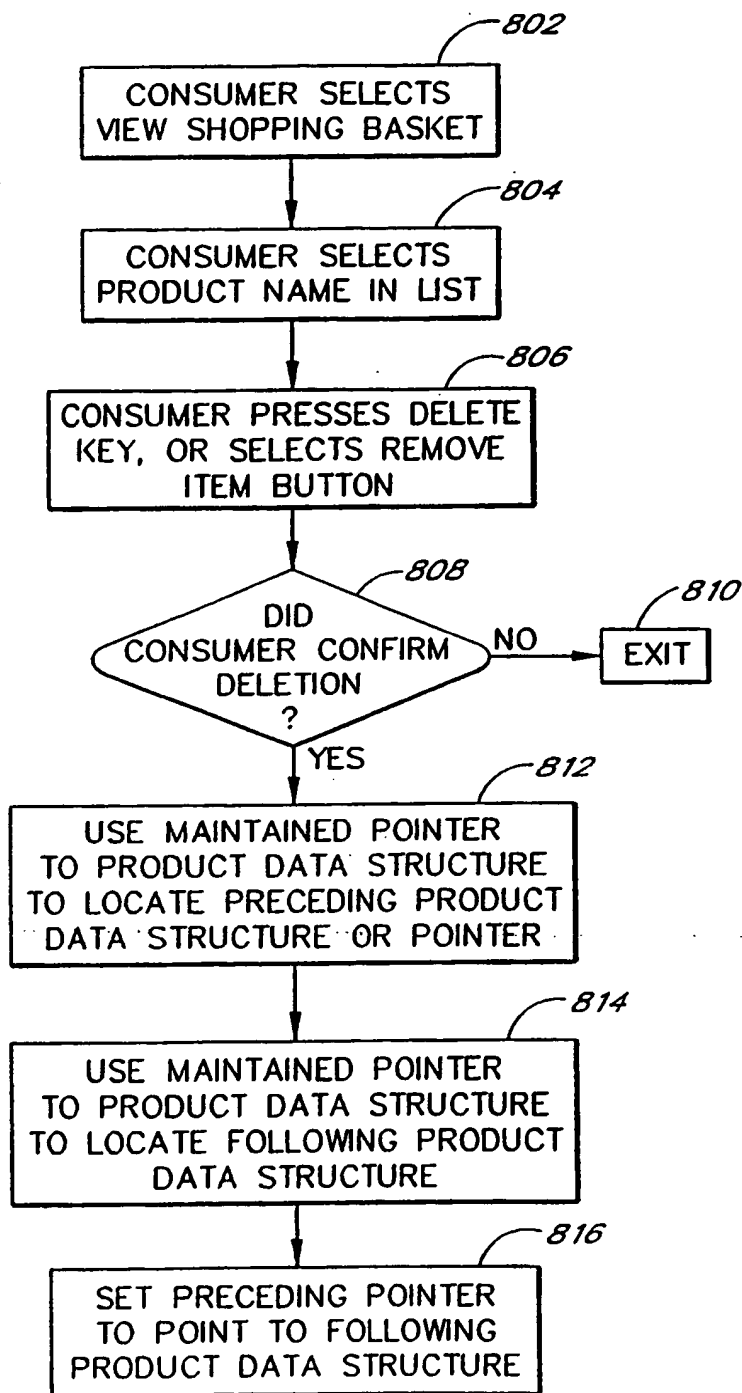 802
CONSUMER SELECTS
VIEW SHOPPING BASKET
804
CONSUMER SELECTS
PRODUCT NAME IN LIST
806
CONSUMER PRESSES DELETE
KEY, OR SELECTS REMOVE
ITEM BUTTON
808
DID
CONSUMER CONFIRM
DELETION
?
NO
810
EXIT
YES
812
USE MAINTAINED POINTER
TO PRODUCT DATA STRUCTURE
TO LOCATE PRECEDING PRODUCT
DATA STRUCTURE OR POINTER
814
USE MAINTAINED POINTER
TO PRODUCT DATA STRUCTURE
TO LOCATE FOLLOWING PRODUCT
DATA STRUCTURE
816
SET PRECEDING POINTER
TO POINT TO FOLLOWING
PRODUCT DATA STRUCTURE